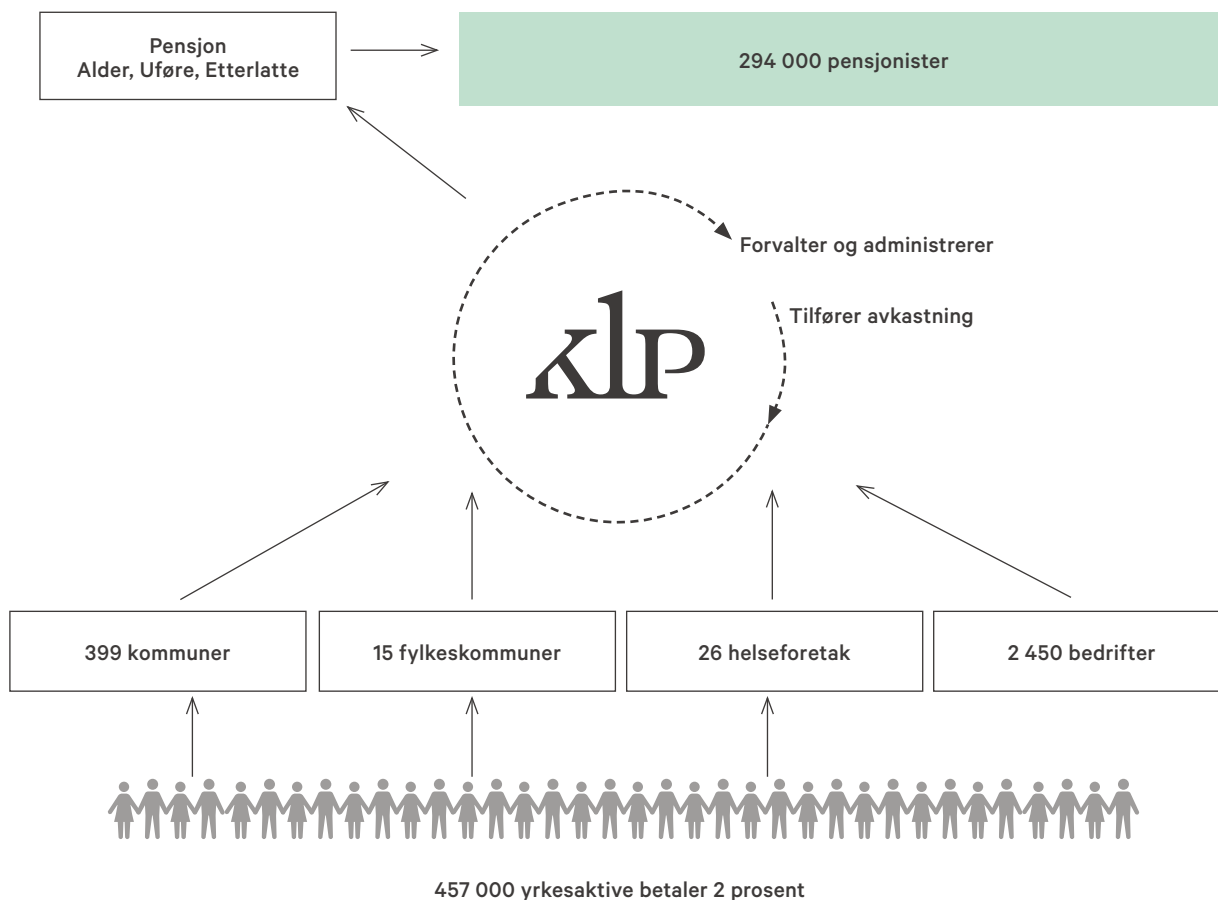 Pensjon
Alder, Uføre, Etterlatte
294 000 pensjonister
Forvalter og administrerer
Tilfører avkastning
KLP
399 kommuner
15 fylkeskommuner
26 helseforetak
2 450 bedrifter
457 000 yrkesaktive betaler 2 prosent